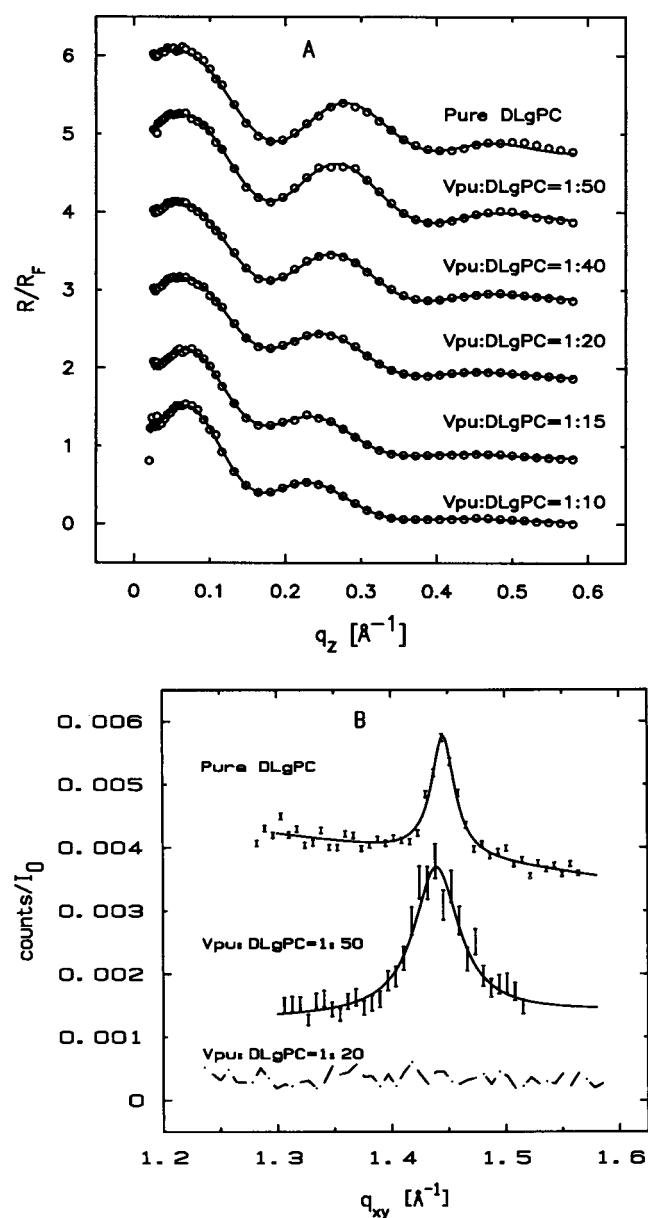 A
6
5
4
3
2
1
0
R/R_F
Pure DLgPC
Vpu:DLgPC=1:50
Vpu:DLgPC=1:40
Vpu:DLgPC=1:20
Vpu:DLgPC=1:15
Vpu:DLgPC=1:10
0 0.1 0.2 0.3 0.4 0.5 0.6
q_z [Å⁻¹]
B
0.006
0.005
0.004
0.003
0.002
0.001
0
counts/I_0
Pure DLgPC
Vpu:DLgPC=1:50
Vpu:DLgPC=1:20
1.2 1.3 1.4 1.5 1.6
q_xy [Å⁻¹]